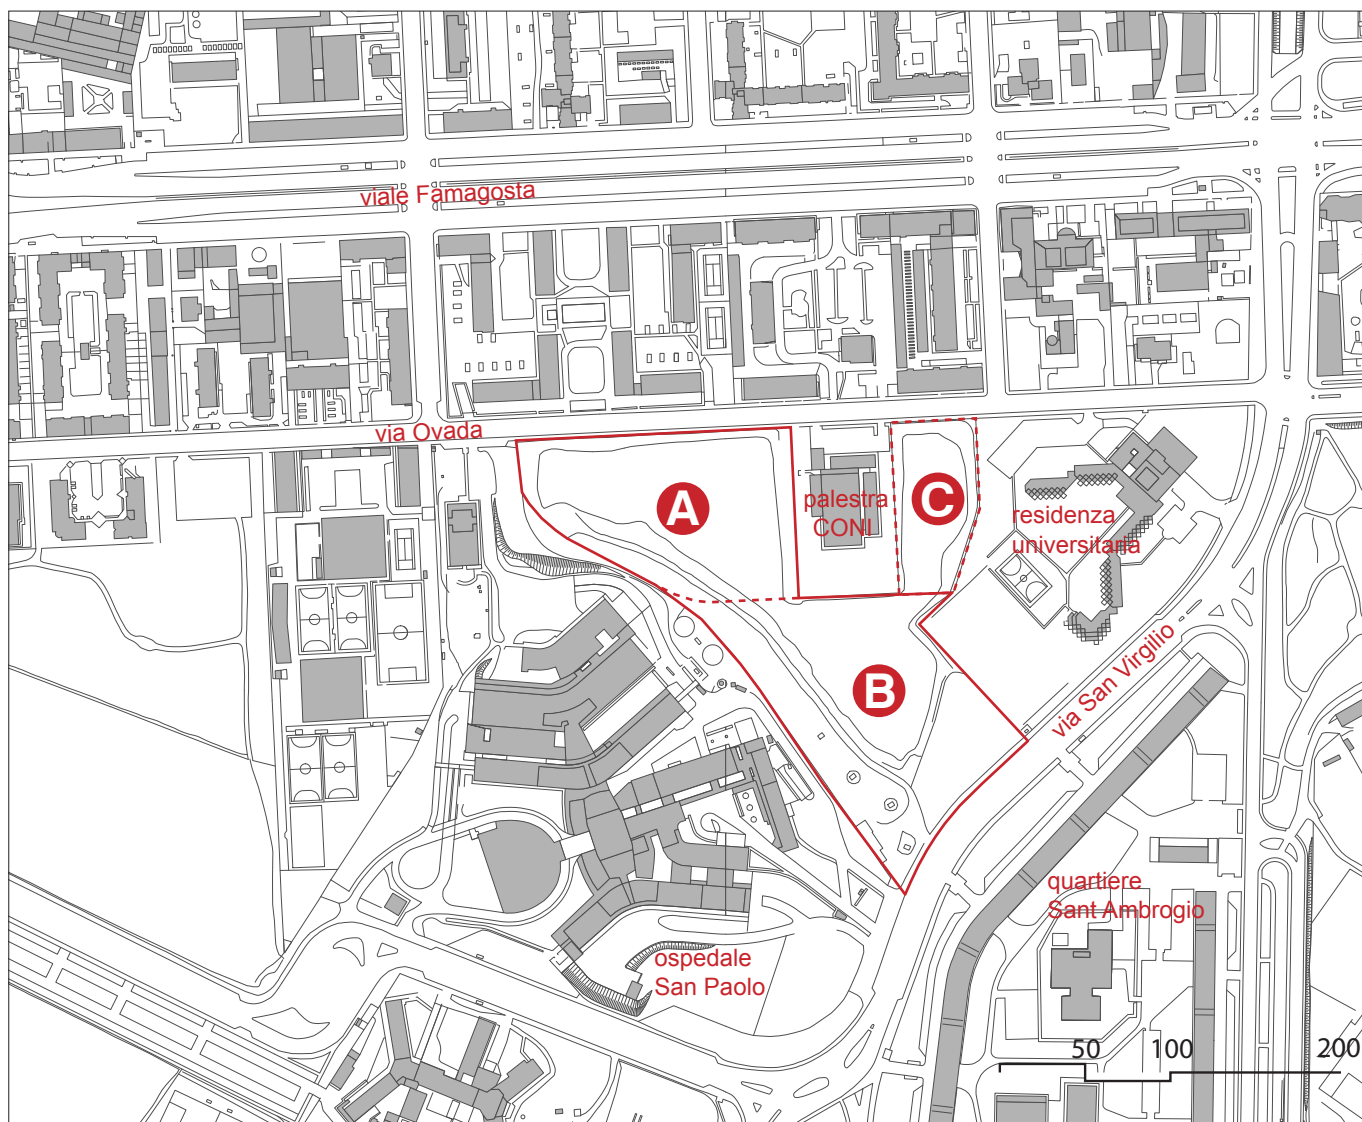 viale Famagosta
via Ovada
A
palestra
CONI
C
residenza
universitaria
B
via San Virgilio
quartiere
Sant Ambrogio
ospedale
San Paolo
50 100 200